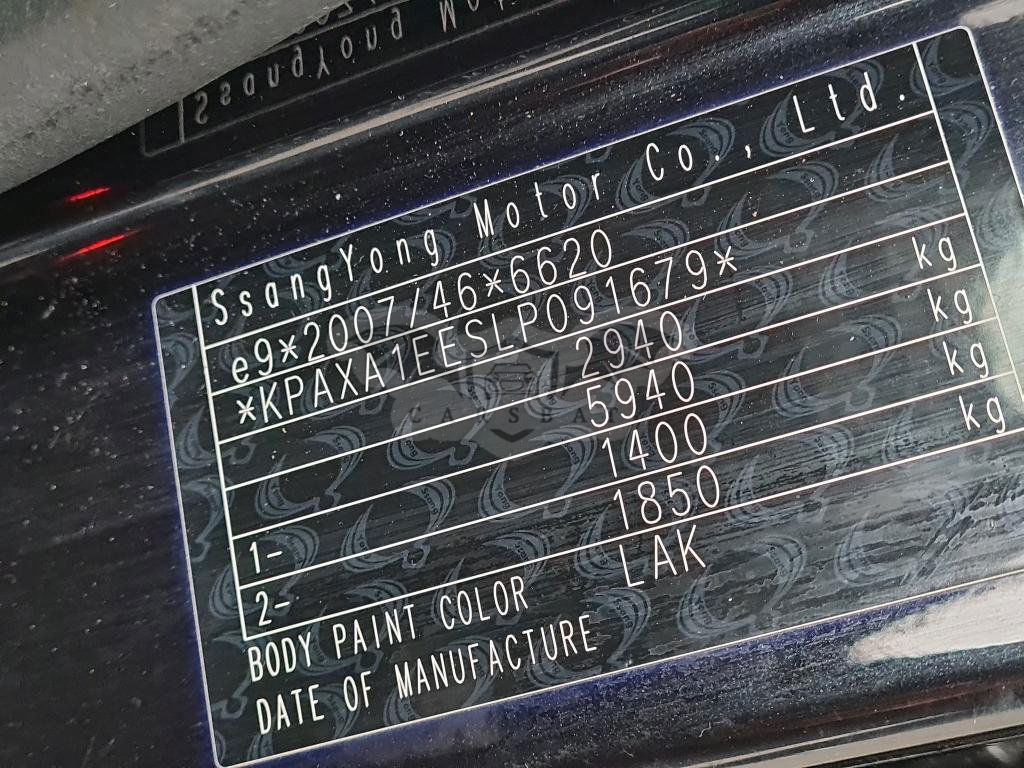 SsangYong Motor Co., Ltd.
e9*2007/46*6620
*KPAXA1EESLP091679*
2940 kg
5940 kg
1- 1400 kg
2- 1850 kg
BODY PAINT COLOR LAK
DATE OF MANUFACTURE